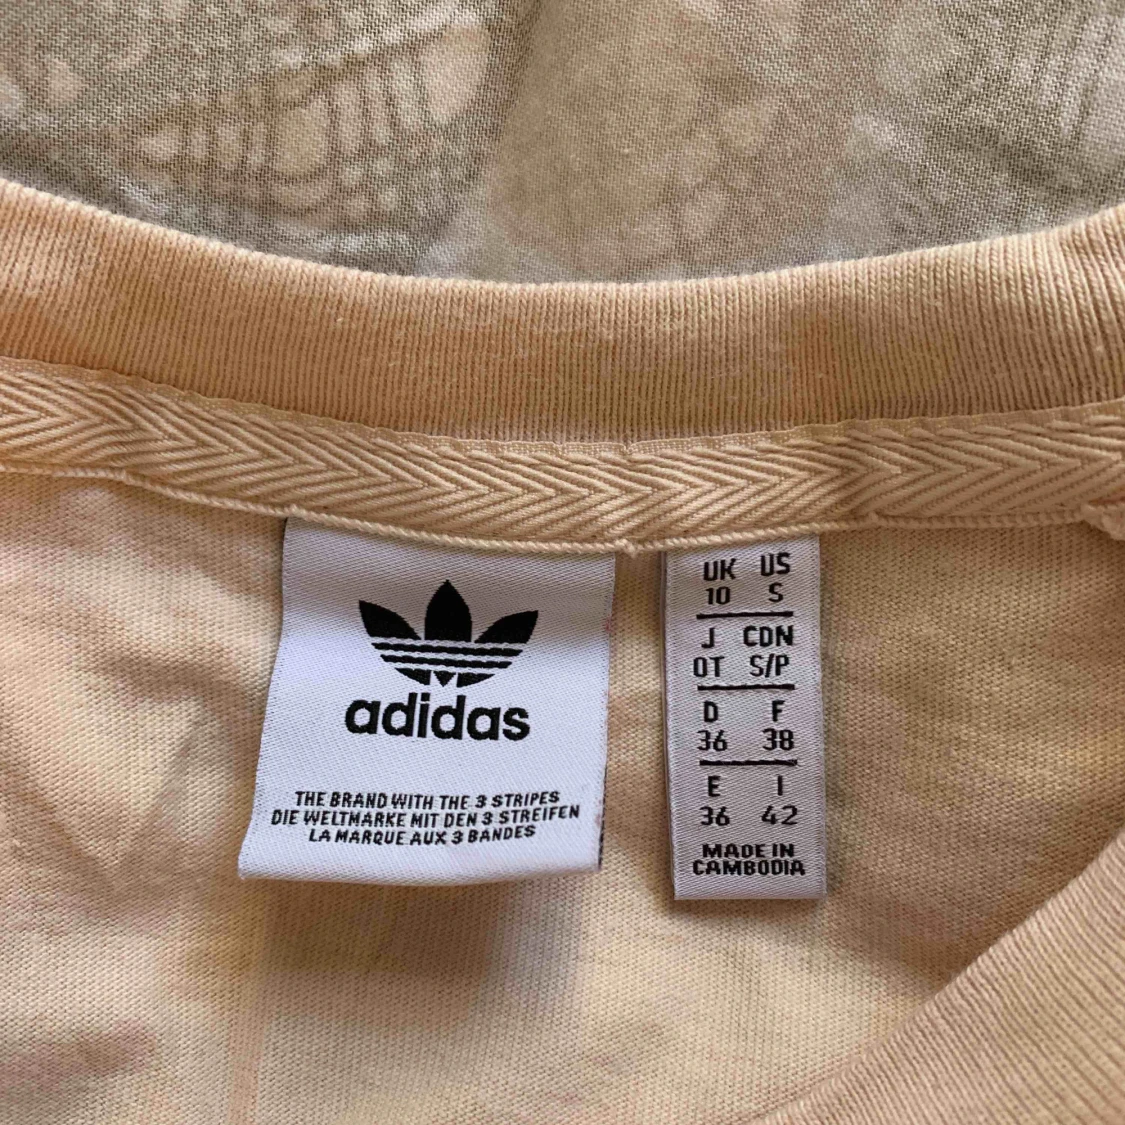 adidas
THE BRAND WITH THE 3 STRIPES
DIE WELTMARKE MIT DEN 3 STREIFEN
LA MARQUE AUX 3 BANDES
UK US
10 S
J CDN
OT S/P
D F
36 38
E I
36 42
MADE IN
CAMBODIA